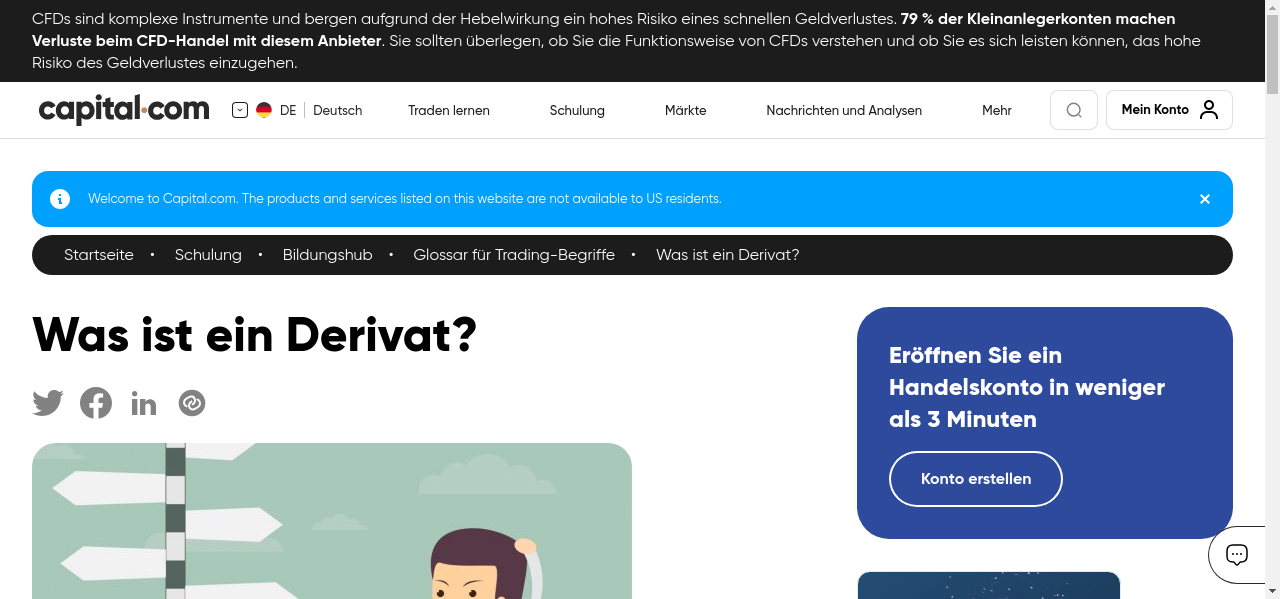 CFDs sind komplexe Instrumente und bergen aufgrund der Hebelwirkung ein hohes Risiko eines schnellen Geldverlustes. 79 % der Kleinanlegerkonten machen
Verluste beim CFD-Handel mit diesem Anbieter. Sie sollten überlegen, ob Sie die Funktionsweise von CFDs verstehen und ob Sie es sich leisten können, das hohe
Risiko des Geldverlustes einzugehen.
capital.com DE Deutsch Traden lernen Schulung Märkte Nachrichten und Analysen Mehr Mein Konto
Welcome to Capital.com. The products and services listed on this website are not available to US residents.
Startseite • Schulung • Bildungshub • Glossar für Trading-Begriffe • Was ist ein Derivat?
Was ist ein Derivat?
Eröffnen Sie ein
Handelskonto in weniger
als 3 Minuten
Konto erstellen